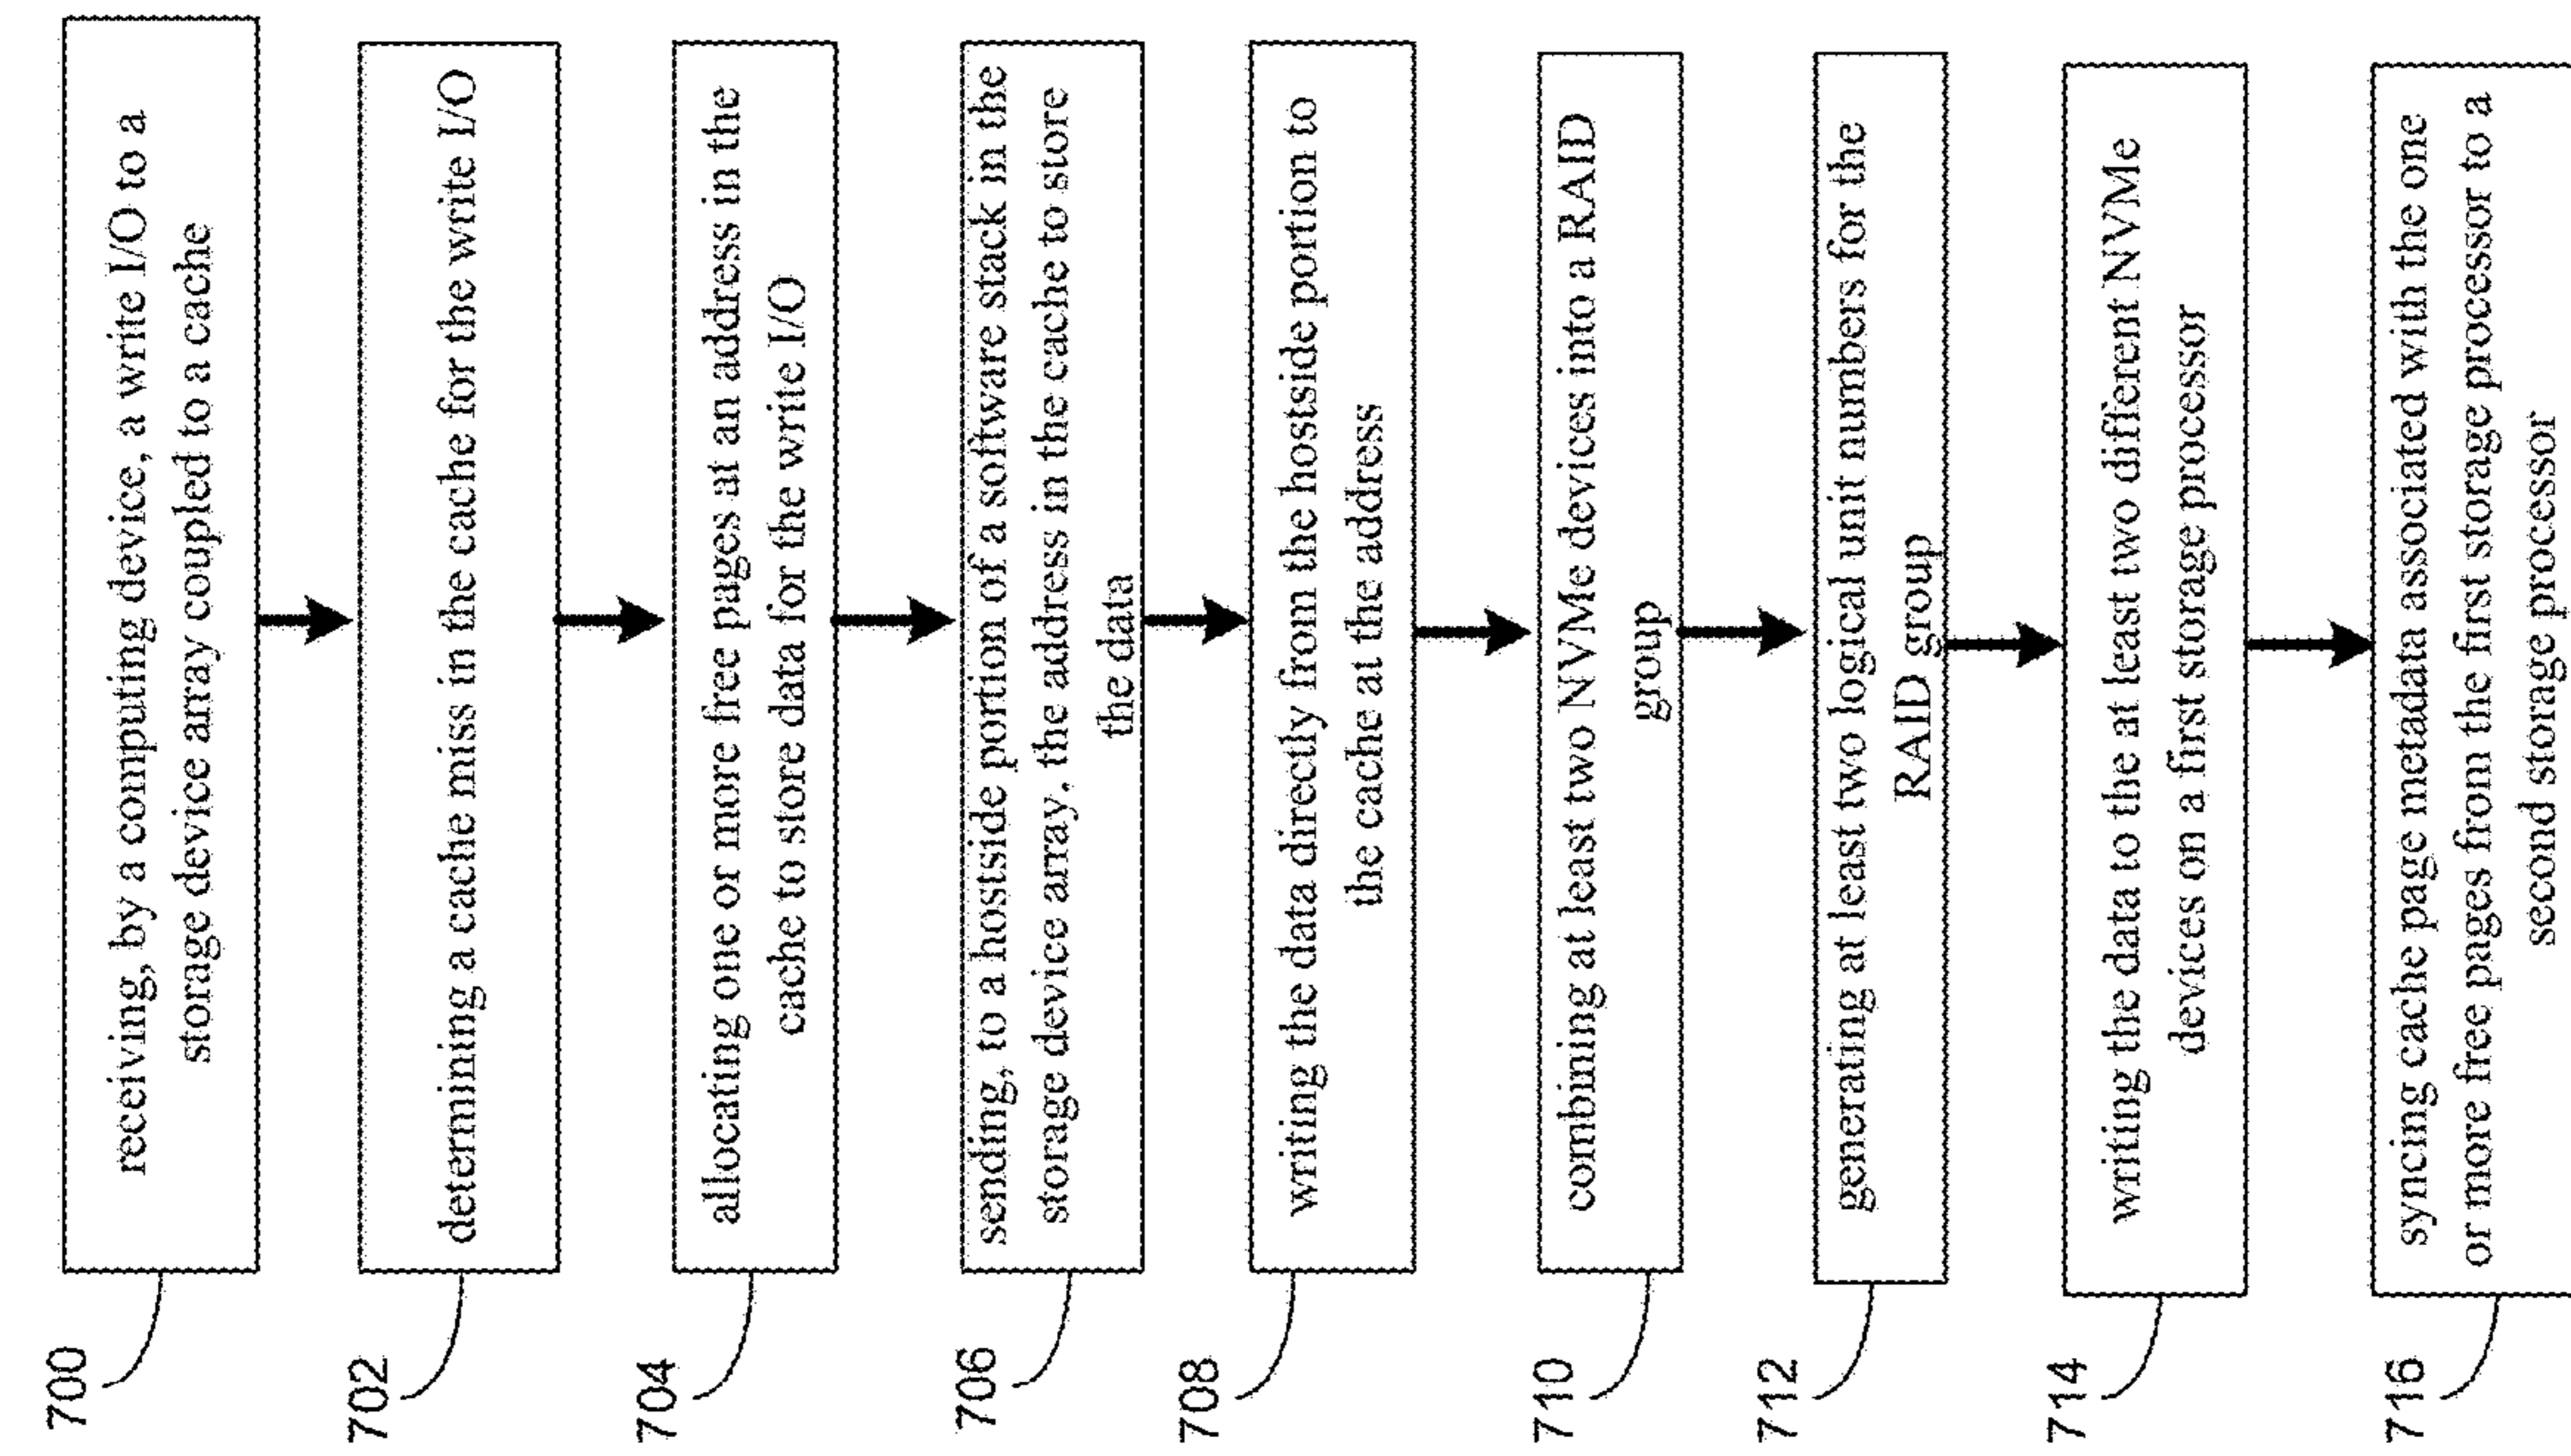 700
receiving, by a computing device, a write I/O to a
storage device array coupled to a cache
702
determining a cache miss in the cache for the write I/O
704
allocating one or more free pages at an address in the
cache to store data for the write I/O
706
sending, to a hostside portion of a software stack in the
storage device array, the address in the cache to store
the data
708
writing the data directly from the hostside portion to
the cache at the address
710
combining at least two NVMe devices into a RAID
group
712
generating at least two logical unit numbers for the
RAID group
714
writing the data to the at least two different NVMe
devices on a first storage processor
716
syncing cache page metadata associated with the one
or more free pages from the first storage processor to a
second storage processor